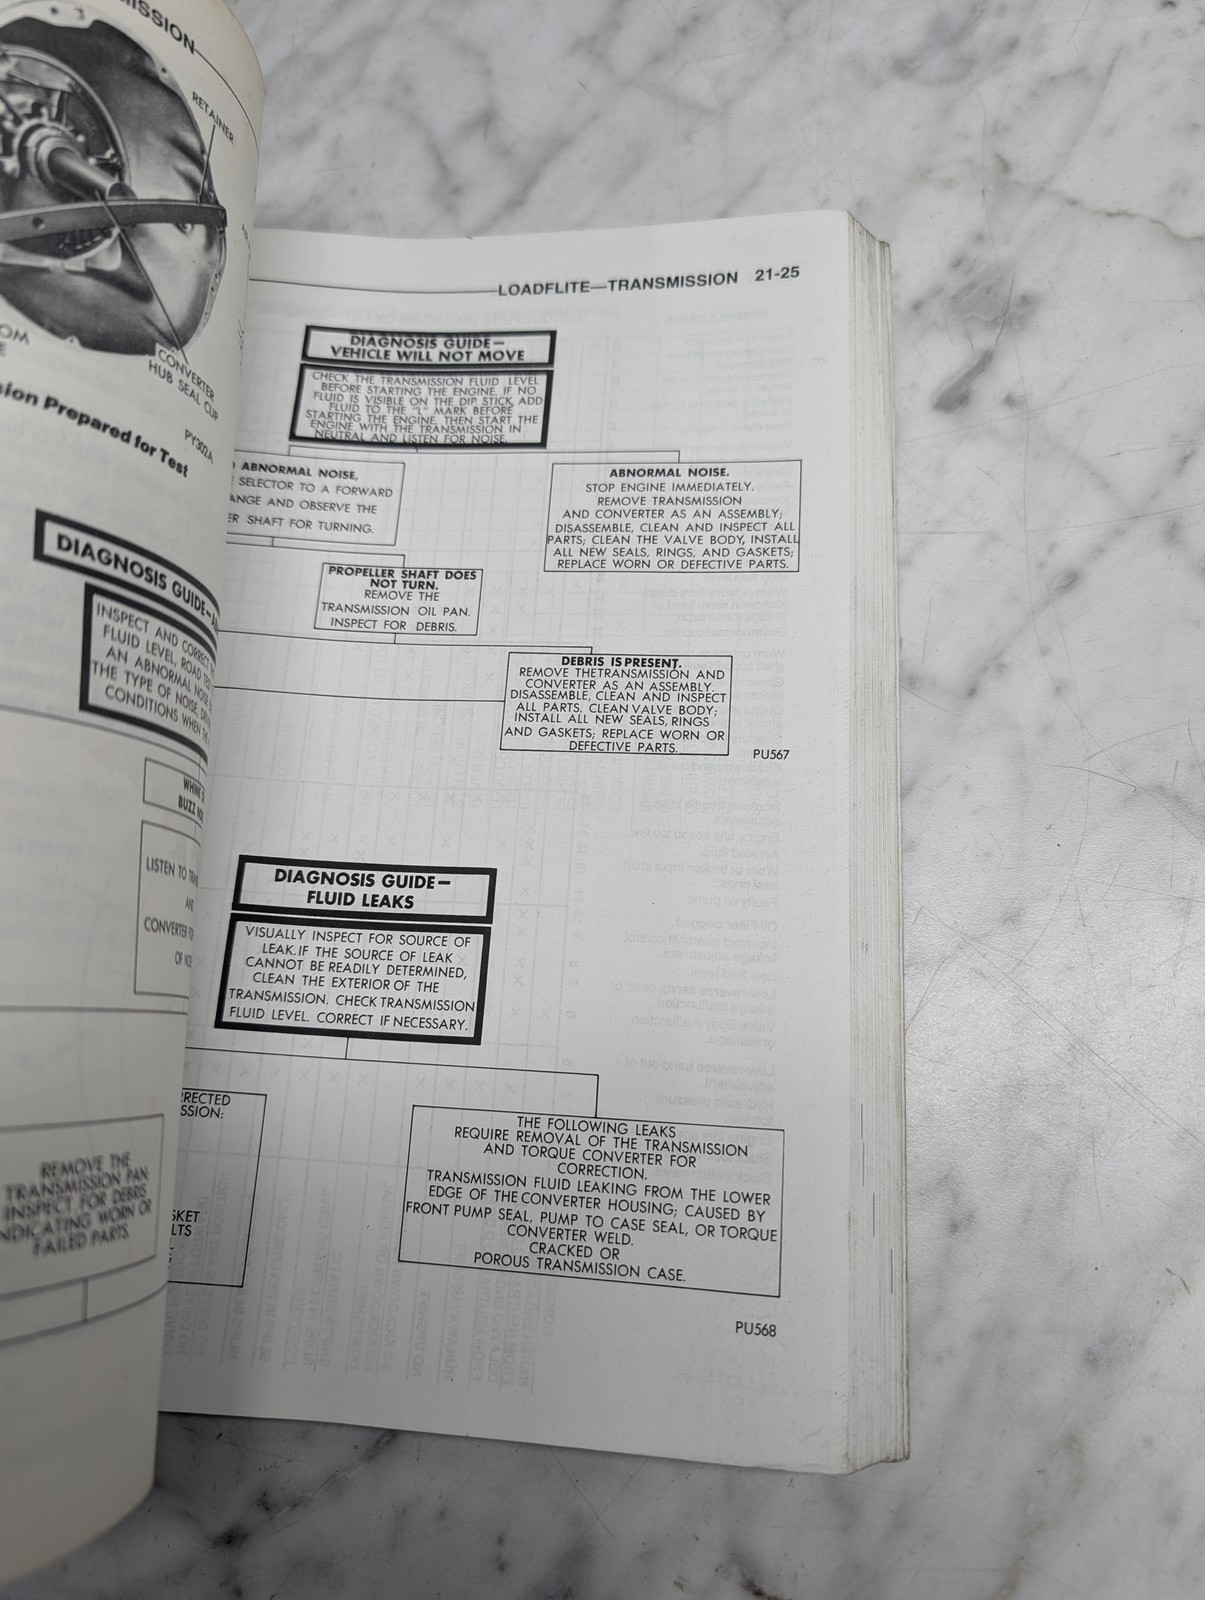 RETAINER
CONVERTER
HUB SEAL CUP
PY302A
Prepared for Test
DIAGNOSIS GUIDE—
INSPECT AND CORRECT
FLUID LEVEL, ROAD
AN ABNORMAL NOISE
THE TYPE OF NOISE,
CONDITIONS WHEN
BUZZ
LISTEN TO
CONVERTER
OF
REMOVE THE
TRANSMISSION PAN.
INSPECT FOR DEBRIS
WORN OR
FAILED PARTS.
LOADFLITE—TRANSMISSION 21-25
DIAGNOSIS GUIDE—
VEHICLE WILL NOT MOVE
CHECK THE TRANSMISSION FLUID LEVEL
BEFORE STARTING THE ENGINE. IF NO
FLUID IS VISIBLE ON THE DIP STICK ADD
FLUID TO THE "L" MARK BEFORE
STARTING THE ENGINE. THEN START THE
ENGINE WITH THE TRANSMISSION IN
NEUTRAL AND LISTEN FOR NOISE.
ABNORMAL NOISE,
SELECTOR TO A FORWARD
AND OBSERVE THE
SHAFT FOR TURNING.
ABNORMAL NOISE.
STOP ENGINE IMMEDIATELY.
REMOVE TRANSMISSION
AND CONVERTER AS AN ASSEMBLY;
DISASSEMBLE, CLEAN AND INSPECT ALL
PARTS; CLEAN THE VALVE BODY, INSTALL
ALL NEW SEALS, RINGS, AND GASKETS;
REPLACE WORN OR DEFECTIVE PARTS.
PROPELLER SHAFT DOES
NOT TURN.
REMOVE THE
TRANSMISSION OIL PAN.
INSPECT FOR DEBRIS.
DEBRIS IS PRESENT.
REMOVE THETRANSMISSION AND
CONVERTER AS AN ASSEMBLY.
DISASSEMBLE, CLEAN AND INSPECT
ALL PARTS. CLEAN VALVE BODY;
INSTALL ALL NEW SEALS, RINGS
AND GASKETS; REPLACE WORN OR
DEFECTIVE PARTS.
PU567
DIAGNOSIS GUIDE—
FLUID LEAKS
VISUALLY INSPECT FOR SOURCE OF
LEAK. IF THE SOURCE OF LEAK
CANNOT BE READILY DETERMINED,
CLEAN THE EXTERIOR OF THE
TRANSMISSION. CHECK TRANSMISSION
FLUID LEVEL. CORRECT IF NECESSARY.
THE FOLLOWING LEAKS
REQUIRE REMOVAL OF THE TRANSMISSION
AND TORQUE CONVERTER FOR
CORRECTION.
TRANSMISSION FLUID LEAKING FROM THE LOWER
EDGE OF THE CONVERTER HOUSING; CAUSED BY
FRONT PUMP SEAL, PUMP TO CASE SEAL, OR TORQUE
CONVERTER WELD.
CRACKED OR
POROUS TRANSMISSION CASE.
PU568